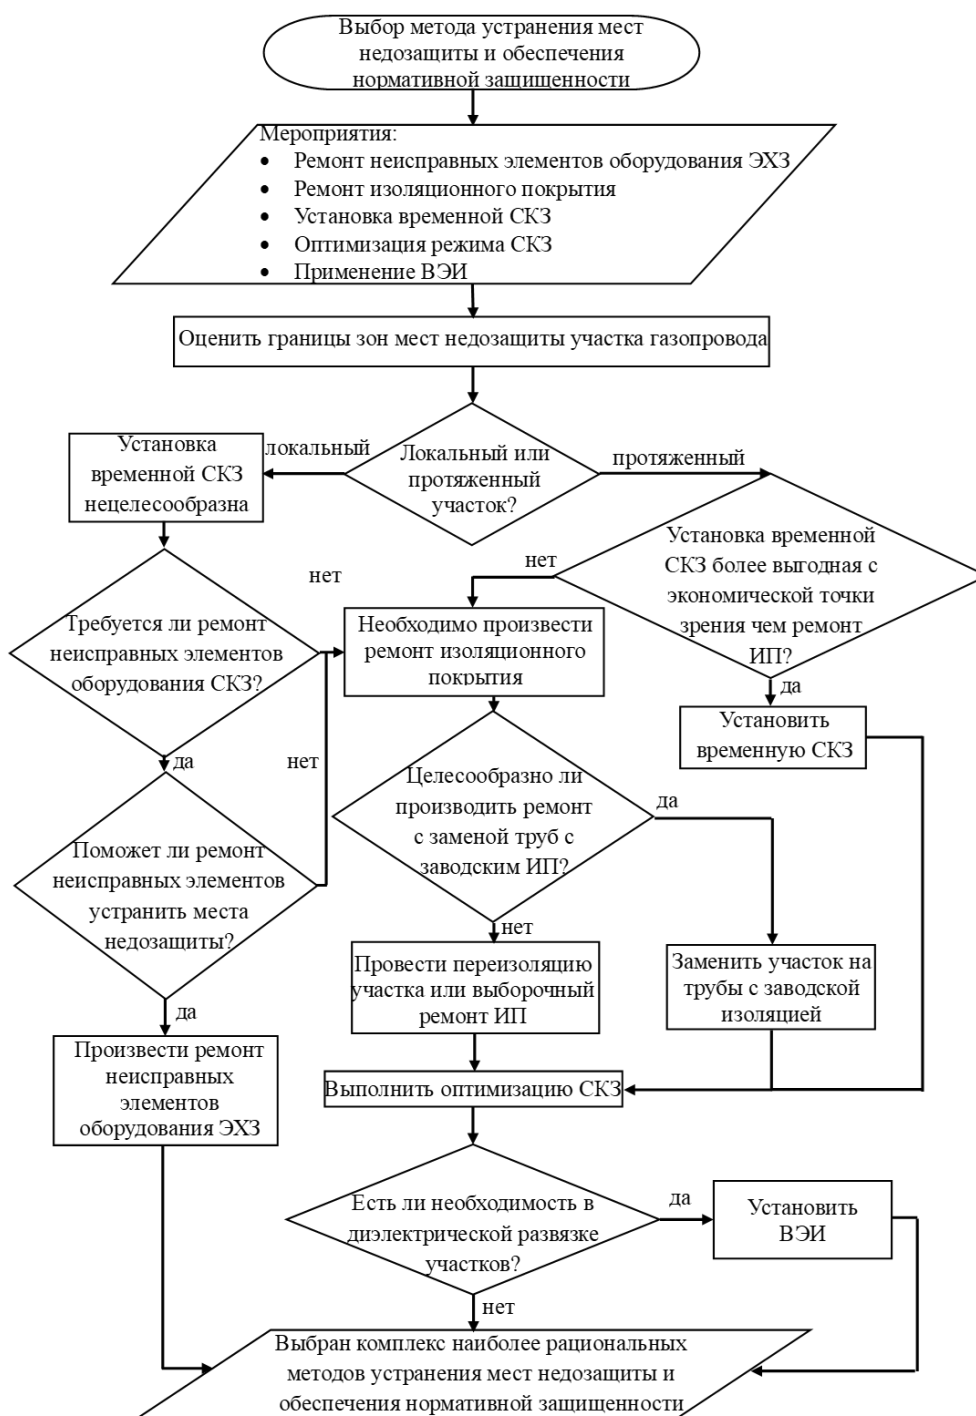 Выбор метода устранения мест
недозащиты и обеспечения
нормативной защишенности
Мероприятия:
• Ремонт неисправных элементов оборудования ЭХЗ
• Ремонт изоляционного покрытия
• Установка временной СКЗ
• Оптимизация режима СКЗ
• Применение ВЭИ
Оценить границы зон мест недозащиты участка газопровода
Локальный или
протяженный
участок?
локальный
протяженный
Установка
временной СКЗ
нецелесообразна
Установка временной
СКЗ более выгодная с
экономической точки
зрения чем ремонт
ИП?
нет
да
Требуется ли ремонт
неисправных элементов
оборудования СКЗ?
нет
да
Необходимо произвести
ремонт изоляционного
покрытия
Установить
временную СКЗ
Поможет ли ремонт
неисправных элементов
устранить места
недозащиты?
нет
да
Целесообразно ли
производить ремонт
с заменой труб с
заводским ИП?
да
нет
Провести переизоляцию
участка или выборочный
ремонт ИП
Заменить участок на
трубы с заводской
изоляцией
Произвести ремонт
неисправных
элементов
оборудования ЭХЗ
Выполнить оптимизацию СКЗ
Есть ли необходимость в
диэлектрической развязке
участков?
да
нет
Установить
ВЭИ
Выбран комплекс наиболее рациональных
методов устранения мест недозащиты и
обеспечения нормативной защищенности